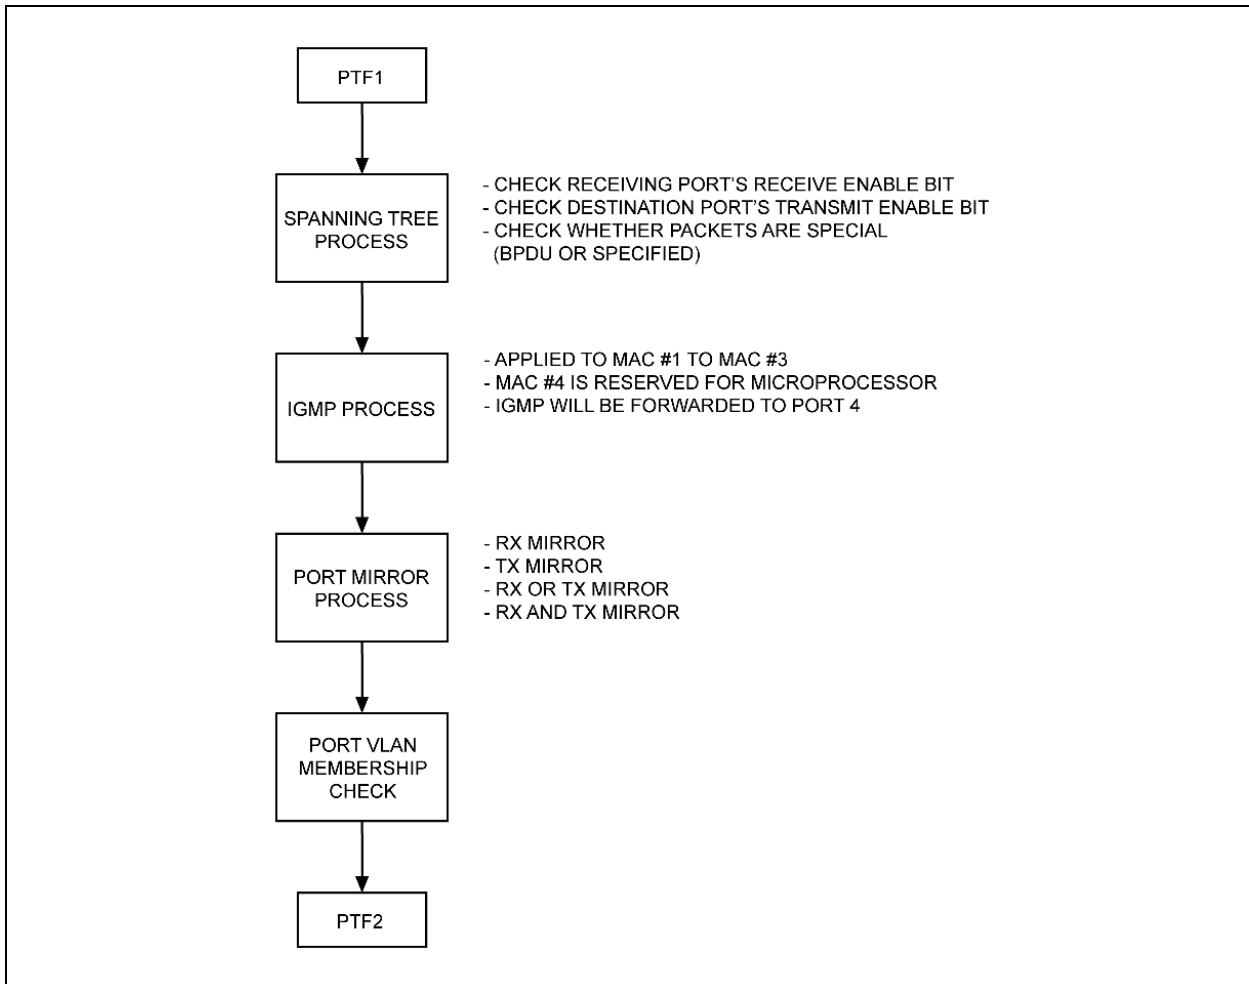 PTF1
SPANNING TREE
PROCESS
- CHECK RECEIVING PORT'S RECEIVE ENABLE BIT
- CHECK DESTINATION PORT'S TRANSMIT ENABLE BIT
- CHECK WHETHER PACKETS ARE SPECIAL
(BPDU OR SPECIFIED)
IGMP PROCESS
- APPLIED TO MAC #1 TO MAC #3
- MAC #4 IS RESERVED FOR MICROPROCESSOR
- IGMP WILL BE FORWARDED TO PORT 4
PORT MIRROR
PROCESS
- RX MIRROR
- TX MIRROR
- RX OR TX MIRROR
- RX AND TX MIRROR
PORT VLAN
MEMBERSHIP
CHECK
PTF2